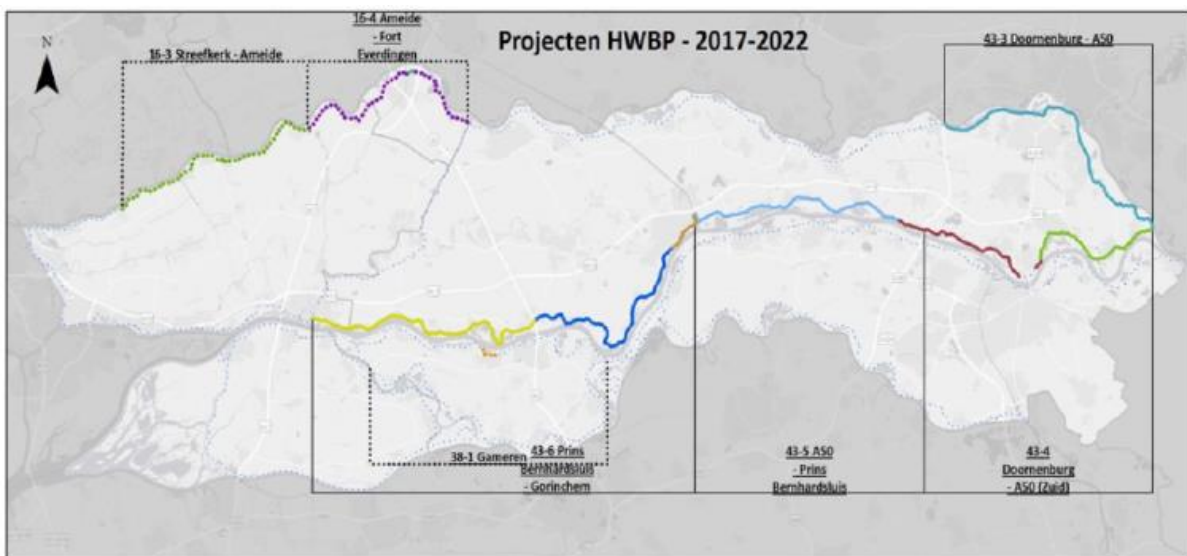 16-4 Ameide
- Fort
Everdingen
16-3 Streefkerk - Ameide
Projecten HWBP - 2017-2022
43-3 Doornenburg - A50
N
38-1 Gameren
43-6 Prins
Bernhardsluis
- Gorinchem
43-5 A50
- Prins
Bernhardsluis
43-4
Doornenburg
- A50 (Zuid)